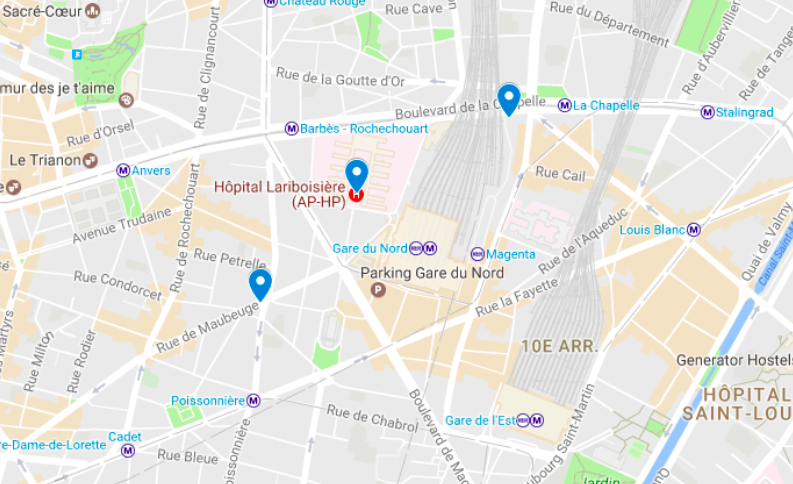 Sacré-Cœur
Château Rouge
Rue Cave
Rue du Département
Rue d'Aubervilliers
Rue de Tanger
Rue de Clignancourt
Rue de la Goutte d'Or
mur des je t'aime
Boulevard de la Chapelle
La Chapelle
Stalingrad
Rue d'Orsel
Barbès - Rochechouart
Le Trianon
Anvers
Rue Cail
Hôpital Lariboisière
(AP-HP)
H
Avenue Trudaine
Rue de Rochechouart
Rue de l'Aqueduc
Louis Blanc
Quai de Valmy
Canal Saint-M
Gare du Nord
Magenta
Rue Petrelle
Parking Gare du Nord
P
Rue Condorcet
Rue de Maubeuge
Rue la Fayette
Martyrs
Rue Milton
Rue Rodier
10E ARR.
Generator Hostels
Poissonnière
Rue de Chabrol
Boulevard de Mag
Gare de l'Est
ubourg Saint-Martin
HÔPITAL
SAINT-LOU
re-Dame-de-Lorette
Cadet
Rue Bleue
oissonnière
Jardin